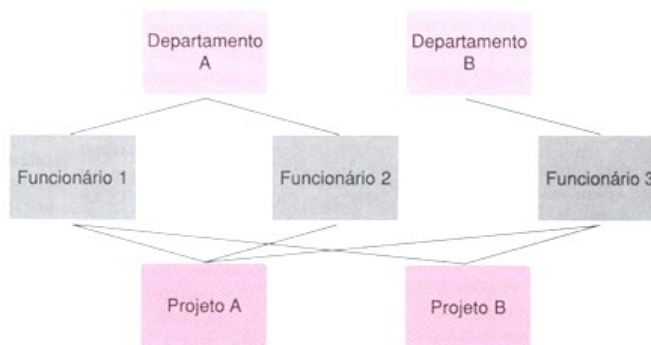 Departamento
A
Departamento
B
Funcionário 1
Funcionário 2
Funcionário 3
Projeto A
Projeto B